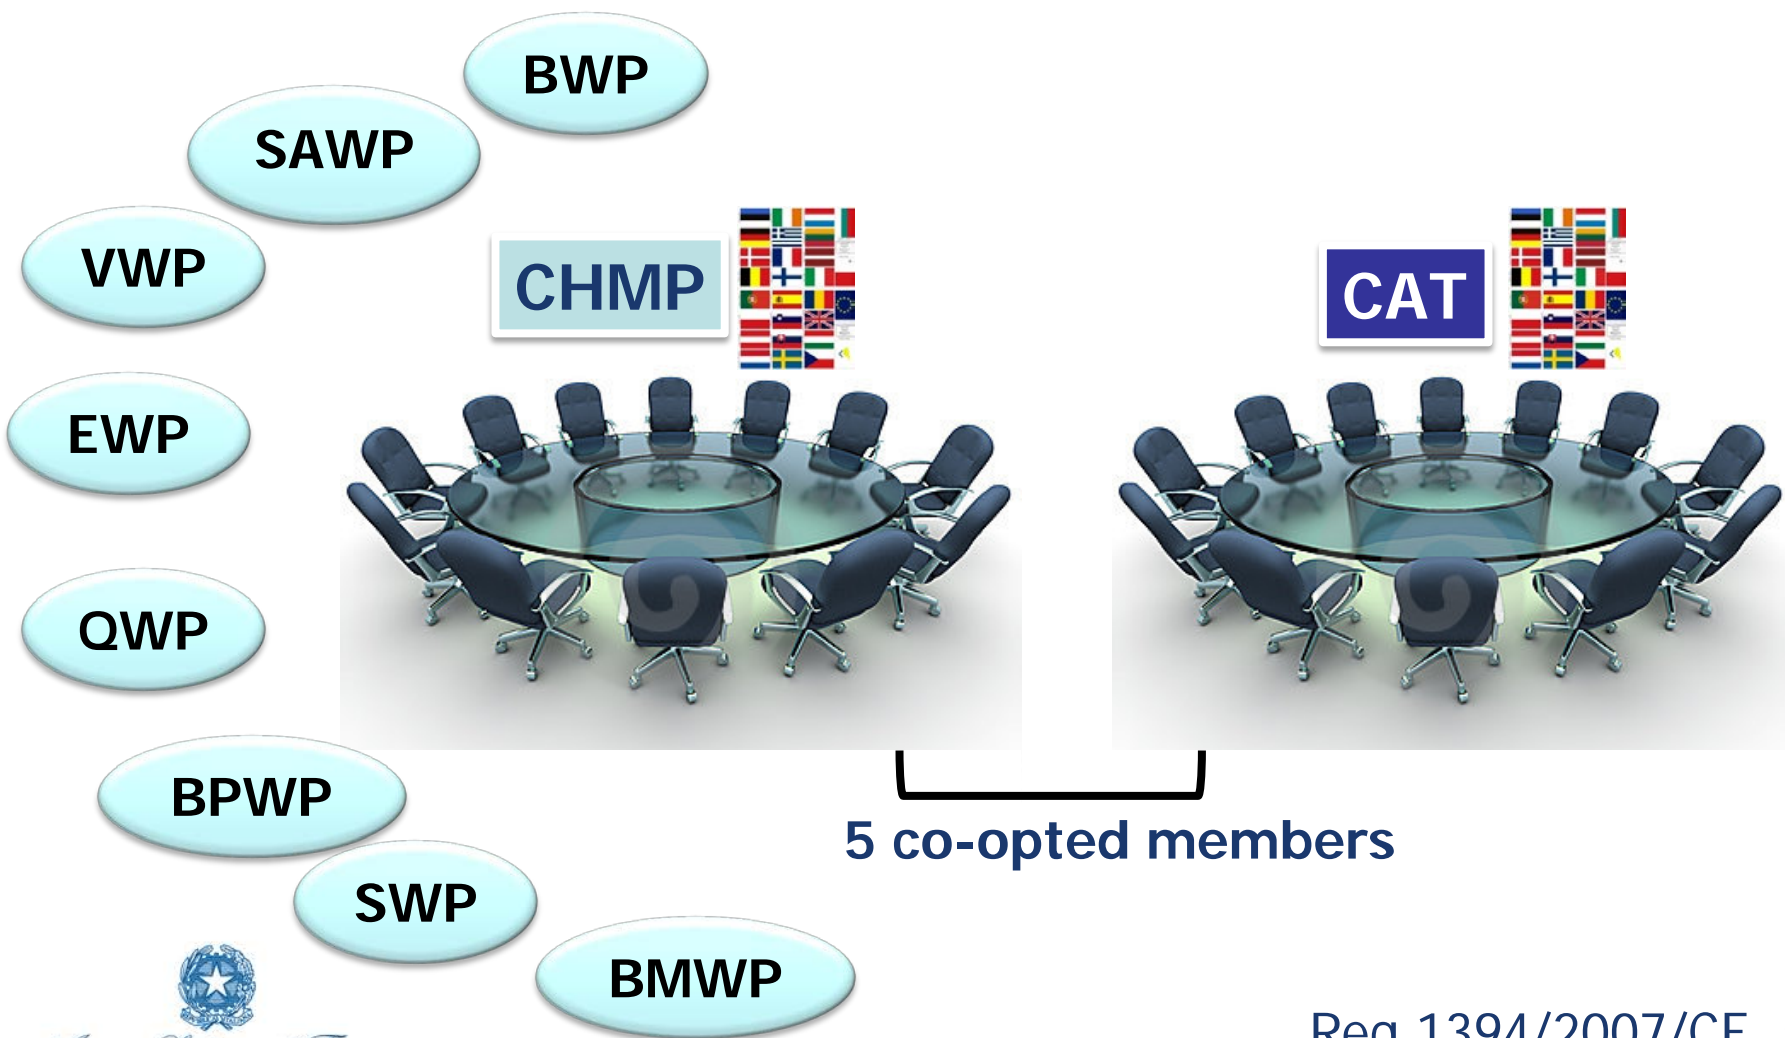 BWP
SAWP
VWP
CHMP
CAT
EWP
QWP
BPWP
5 co-opted members
SWP
BMWP
Reg 1394/2007/CE